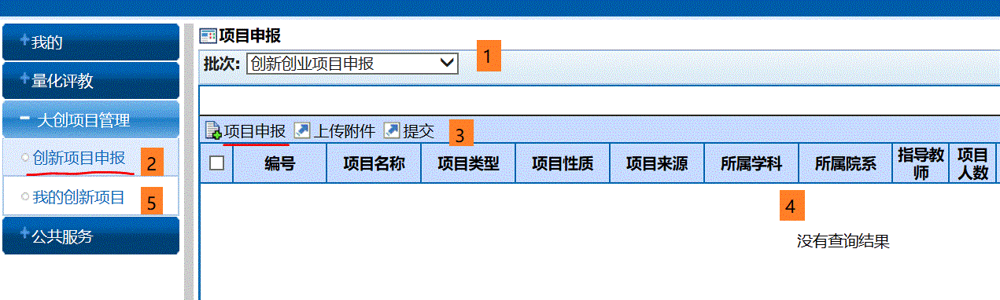 我的
量化评教
大创项目管理
创新项目申报 2
我的创新项目 5
公共服务
项目申报
批次: 创新创业项目申报 1
项目申报 上传附件 提交 3
编号 项目名称 项目类型 项目性质 项目来源 所属学科 所属院系 指导教师 项目人数
4
没有查询结果